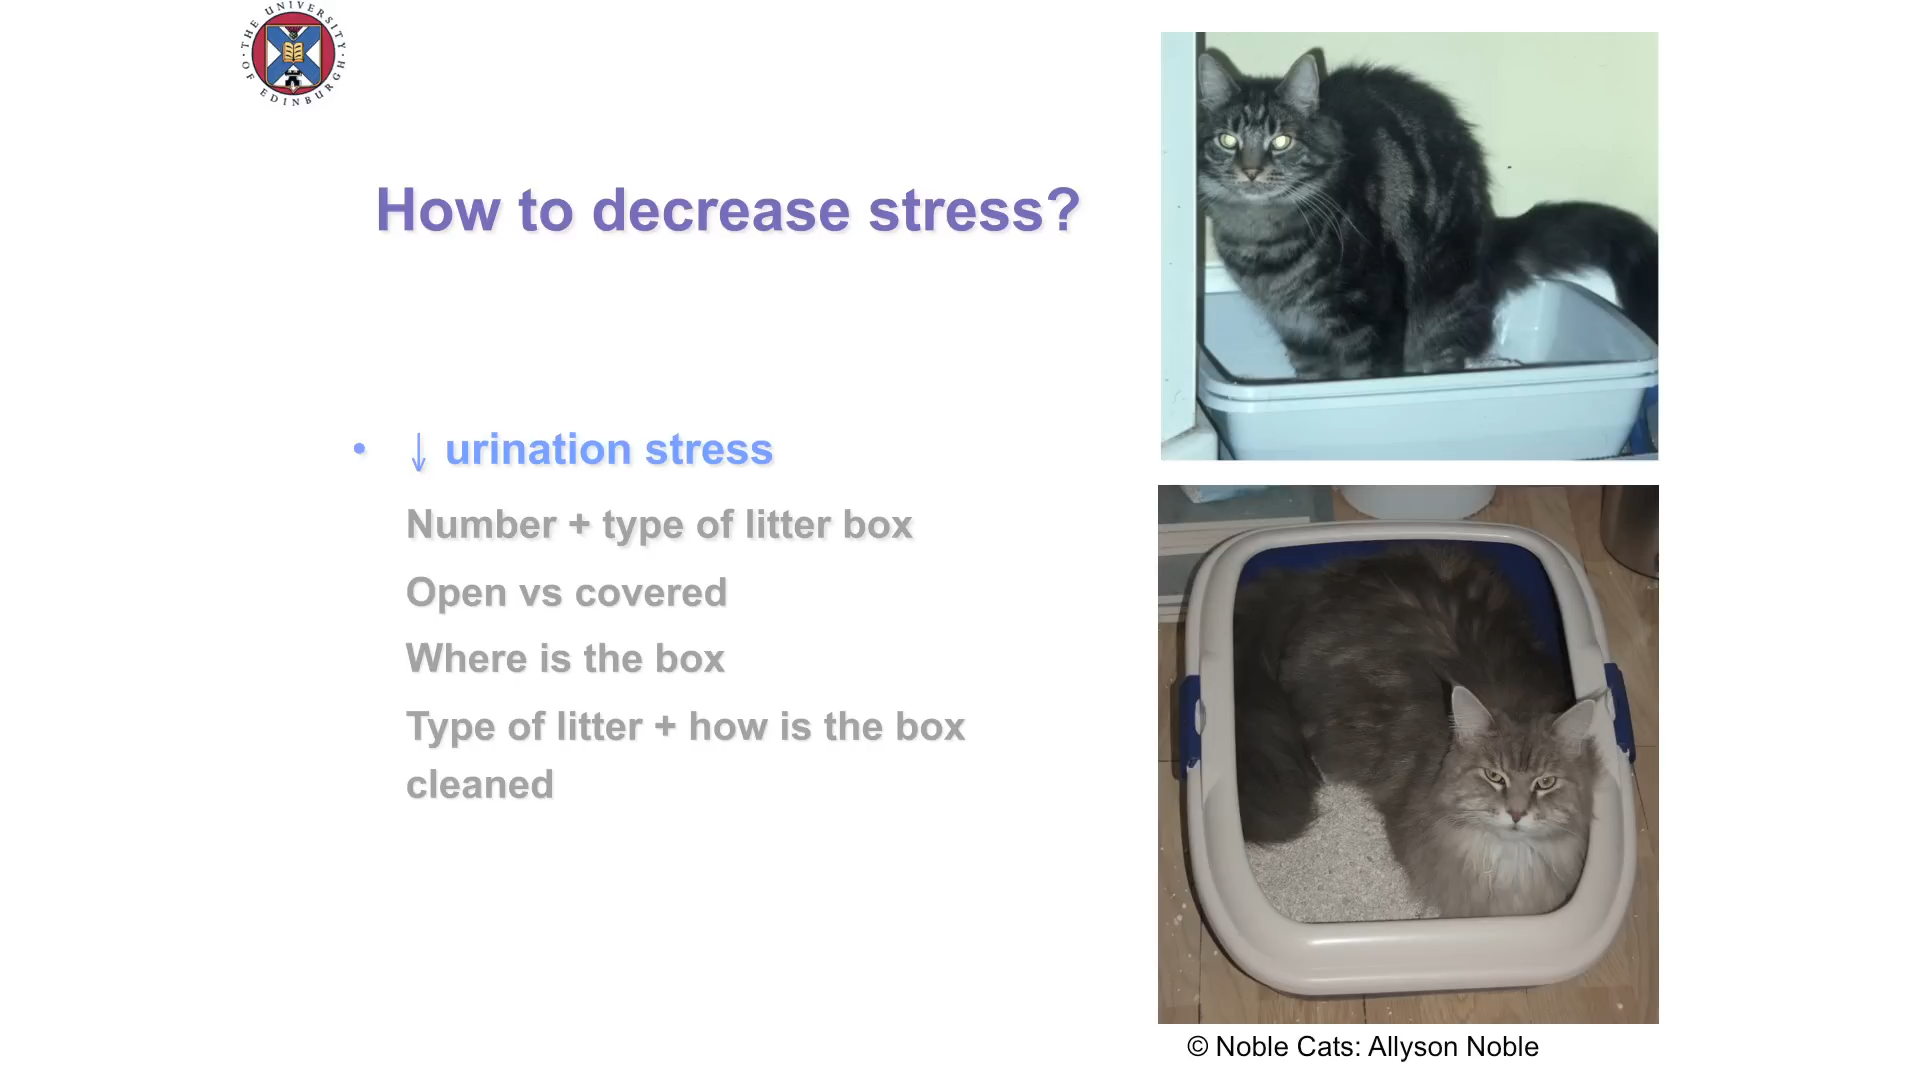 THE UNIVERSITY OF EDINBURGH
How to decrease stress?
• ↓ urination stress
Number + type of litter box
Open vs covered
Where is the box
Type of litter + how is the box
cleaned
© Noble Cats: Allyson Noble